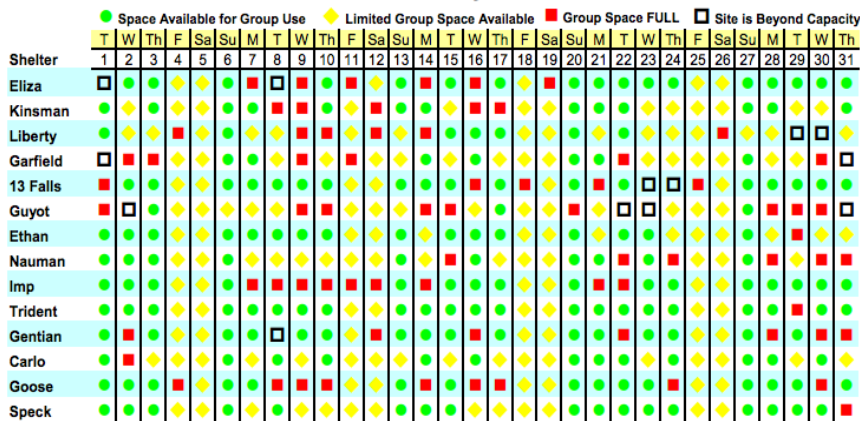 Space Available for Group Use Limited Group Space Available Group Space FULL Site is Beyond Capacity
T W Th F Sa Su M T W Th F Sa Su M T W Th F Sa Su M T W Th F Sa Su M T W Th
Shelter 1 2 3 4 5 6 7 8 9 10 11 12 13 14 15 16 17 18 19 20 21 22 23 24 25 26 27 28 29 30 31
Eliza
Kinsman
Liberty
Garfield
13 Falls
Guyot
Ethan
Nauman
Imp
Trident
Gentian
Carlo
Goose
Speck